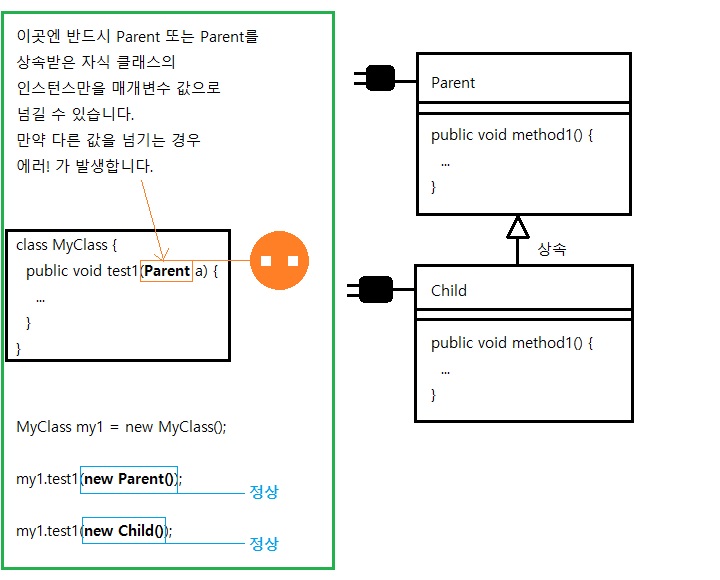 이곳엔 반드시 Parent 또는 Parent를
상속받은 자식 클래스의
인스턴스만을 매개변수 값으로
넘길 수 있습니다.
만약 다른 값을 넘기는 경우
에러! 가 발생합니다.
class MyClass {
public void test1(Parent a) {
...
}
}
MyClass my1 = new MyClass();
my1.test1(new Parent());
정상
my1.test1(new Child());
정상
Parent
public void method1() {
...
}
상속
Child
public void method1() {
...
}